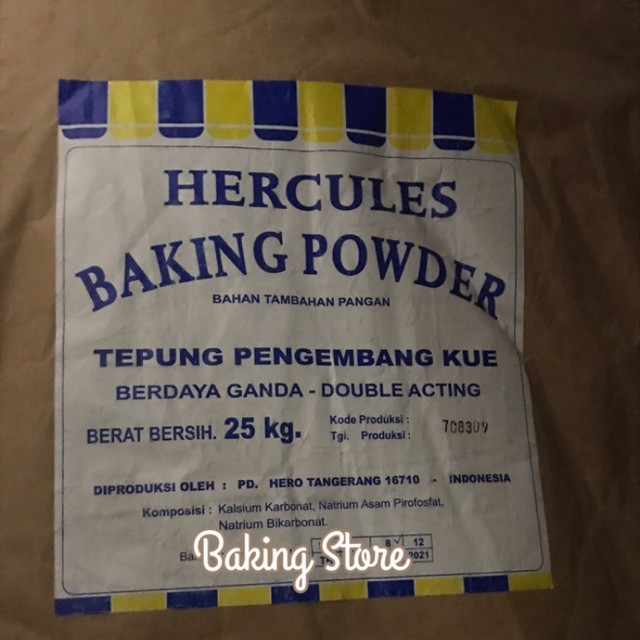 HERCULES
BAKING POWDER
BAHAN TAMBAHAN PANGAN
TEPUNG PENGEMBANG KUE
BERDAYA GANDA - DOUBLE ACTING
BERAT BERSIH. 25 kg.
Kode Produksi : 708309
Tgl. Produksi :
DIPRODUKSI OLEH : PD. HERO TANGERANG 16710 - INDONESIA
Komposisi : Kalsium Karbonat, Natrium Asam Pirofosfat,
Natrium Bikarbonat.
8 12
2021
Baking Store